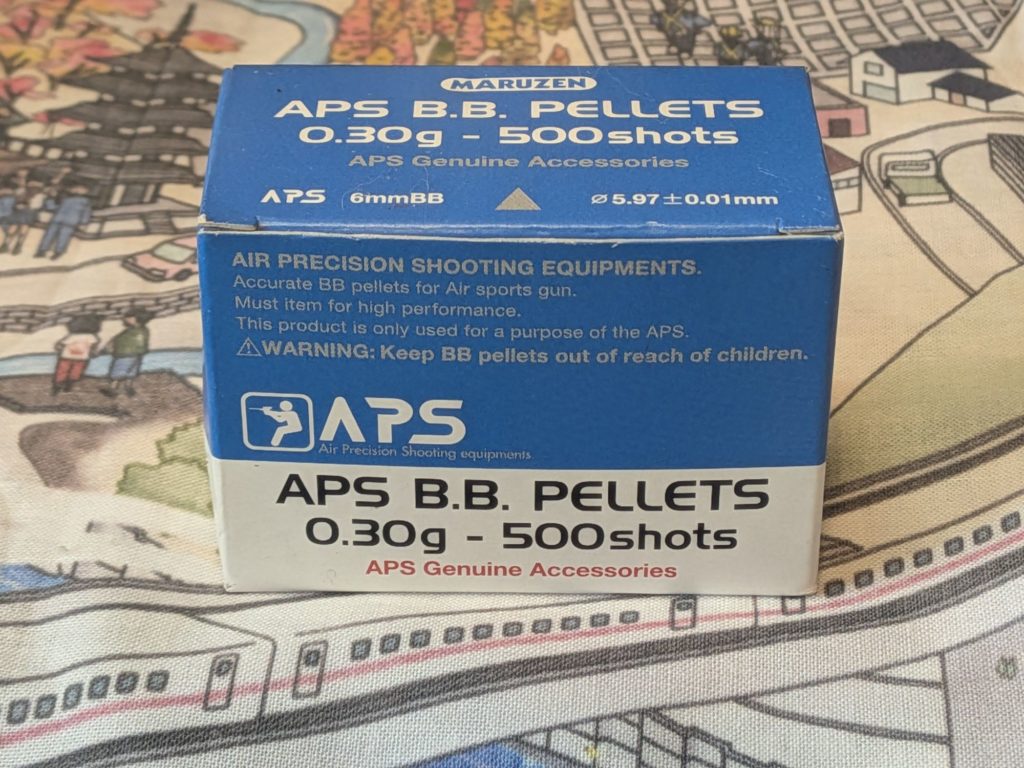 MARUZEN
APS B.B. PELLETS
0.30g - 500shots
APS Genuine Accessories
APS 6mmBB ⌀5.97±0.01mm
AIR PRECISION SHOOTING EQUIPMENTS.
Accurate BB pellets for Air sports gun.
Must item for high performance.
This product is only used for a purpose of the APS.
⚠WARNING: Keep BB pellets out of reach of children.
APS
Air Precision Shooting equipments
APS B.B. PELLETS
0.30g - 500shots
APS Genuine Accessories